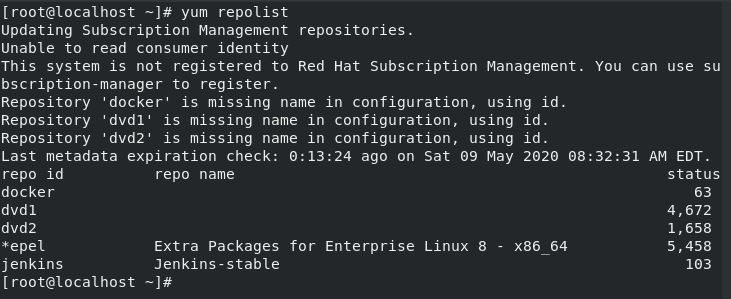 [root@localhost ~]# yum repolist
Updating Subscription Management repositories.
Unable to read consumer identity
This system is not registered to Red Hat Subscription Management. You can use su
bscription-manager to register.
Repository 'docker' is missing name in configuration, using id.
Repository 'dvd1' is missing name in configuration, using id.
Repository 'dvd2' is missing name in configuration, using id.
Last metadata expiration check: 0:13:24 ago on Sat 09 May 2020 08:32:31 AM EDT.
repo id          repo name                                                status
docker                                                                       63
dvd1                                                                      4,672
dvd2                                                                      1,658
*epel            Extra Packages for Enterprise Linux 8 - x86_64           5,458
jenkins          Jenkins-stable                                             103
[root@localhost ~]#